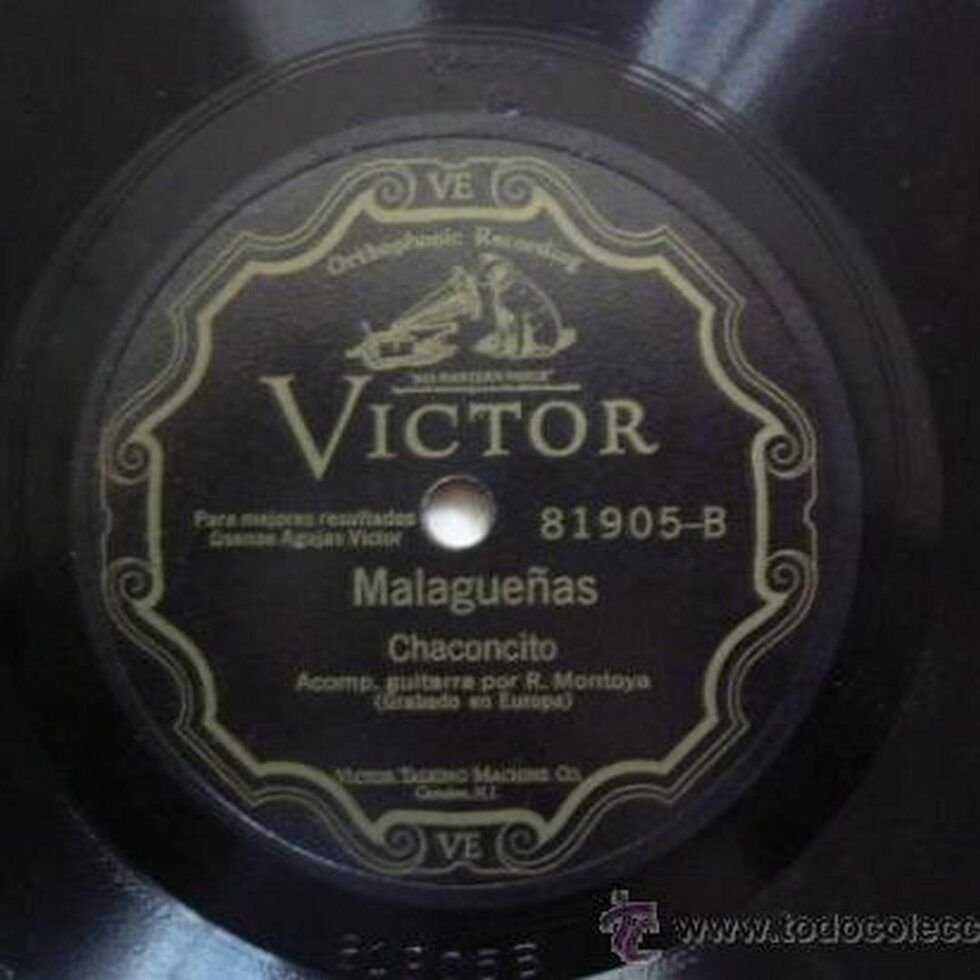 VE
Orthophonic Recording
"HIS MASTER'S VOICE"
VICTOR
Para mejores resultados
Usense Agujas Victor
81905-B
Malagueñas
Chaconcito
Acomp. guitarra por R. Montoya
(Grabado en Europa)
VICTOR TALKING MACHINE CO.
Camden, N.J.
VE
www.todocolecc